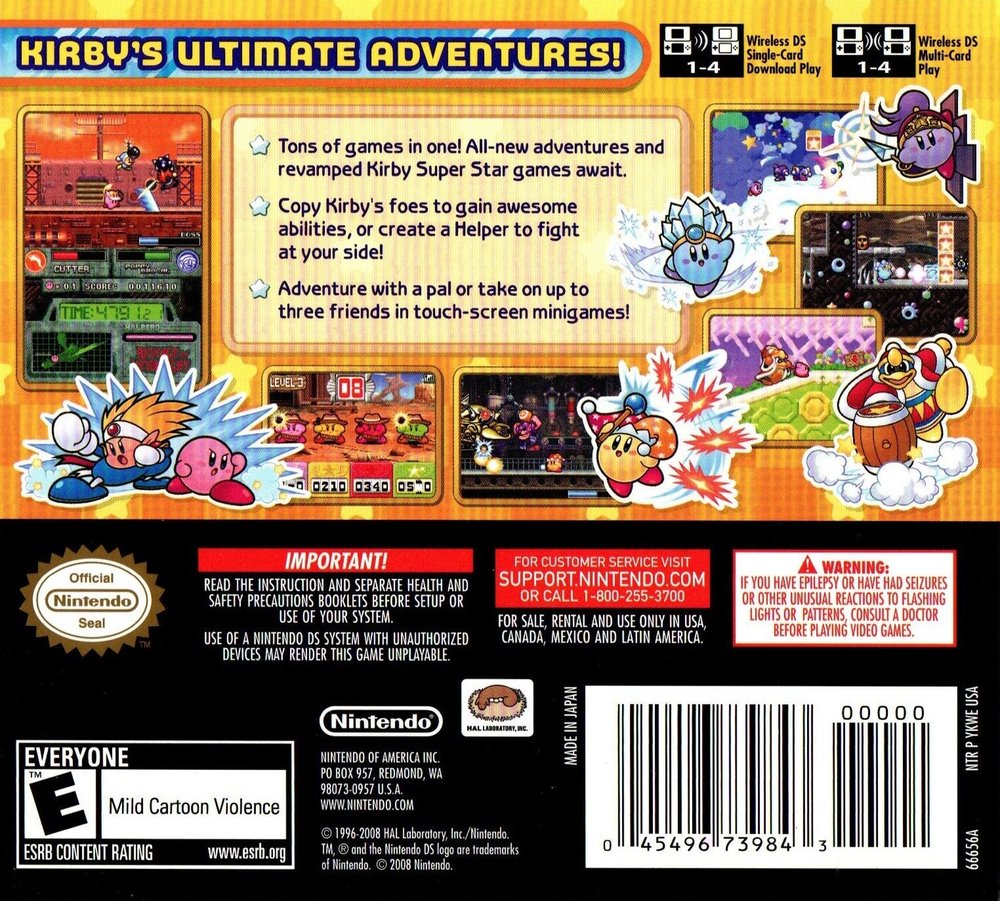 KIRBY'S ULTIMATE ADVENTURES!
1-4
Wireless DS
Single-Card
Download Play
1-4
Wireless DS
Multi-Card
Play
Tons of games in one! All-new adventures and
revamped Kirby Super Star games await.
Copy Kirby's foes to gain awesome
abilities, or create a Helper to fight
at your side!
Adventure with a pal or take on up to
three friends in touch-screen minigames!
BOSS
CUTTER
POPPY BRO. JR.
×01 SCORE: 0011610
TIME:
HALBERD
LEVEL-3
08
0210 0340
Official
Nintendo
Seal
TM
IMPORTANT!
READ THE INSTRUCTION AND SEPARATE HEALTH AND
SAFETY PRECAUTIONS BOOKLETS BEFORE SETUP OR
USE OF YOUR SYSTEM.
USE OF A NINTENDO DS SYSTEM WITH UNAUTHORIZED
DEVICES MAY RENDER THIS GAME UNPLAYABLE.
FOR CUSTOMER SERVICE VISIT
SUPPORT.NINTENDO.COM
OR CALL 1-800-255-3700
FOR SALE, RENTAL AND USE ONLY IN USA,
CANADA, MEXICO AND LATIN AMERICA.
WARNING:
IF YOU HAVE EPILEPSY OR HAVE HAD SEIZURES
OR OTHER UNUSUAL REACTIONS TO FLASHING
LIGHTS OR PATTERNS, CONSULT A DOCTOR
BEFORE PLAYING VIDEO GAMES.
EVERYONE
TM
E
Mild Cartoon Violence
ESRB CONTENT RATING www.esrb.org
Nintendo®
HAL LABORATORY, INC.
NINTENDO OF AMERICA INC.
PO BOX 957, REDMOND, WA
98073-0957 U.S.A.
WWW.NINTENDO.COM
© 1996-2008 HAL Laboratory, Inc./Nintendo.
TM, ® and the Nintendo DS logo are trademarks
of Nintendo. © 2008 Nintendo.
MADE IN JAPAN
00000
0 45496 73984 3
NTR P YKWE USA
66656A